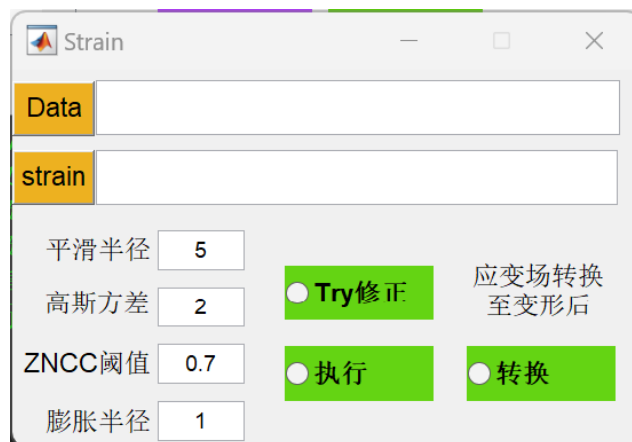 Strain
Data
strain
平滑半径 5
高斯方差 2
ZNCC阈值 0.7
膨胀半径 1
Try修正
执行
应变场转换
至变形后
转换